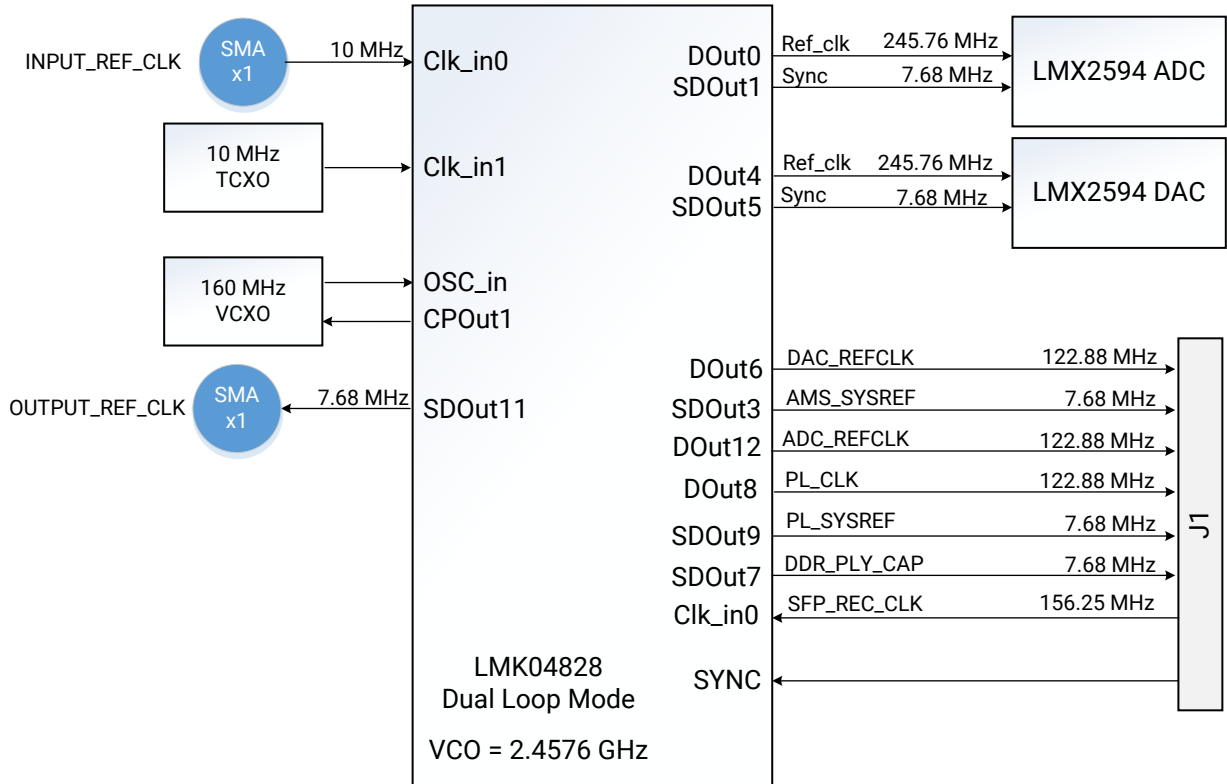 INPUT_REF_CLK
SMA
x1
10 MHz
Clk_in0
10 MHz
TCXO
Clk_in1
160 MHz
VCXO
OSC_in
CPOut1
OUTPUT_REF_CLK
SMA
x1
7.68 MHz
SDOut11
DOut0
Ref_clk
245.76 MHz
SDOut1
Sync
7.68 MHz
LMX2594 ADC
DOut4
Ref_clk
245.76 MHz
SDOut5
Sync
7.68 MHz
LMX2594 DAC
DOut6
DAC_REFCLK
122.88 MHz
SDOut3
AMS_SYSREF
7.68 MHz
DOut12
ADC_REFCLK
122.88 MHz
DOut8
PL_CLK
122.88 MHz
SDOut9
PL_SYSREF
7.68 MHz
SDOut7
DDR_PLY_CAP
7.68 MHz
Clk_in0
SFP_REC_CLK
156.25 MHz
SYNC
J1
LMK04828
Dual Loop Mode
VCO = 2.4576 GHz